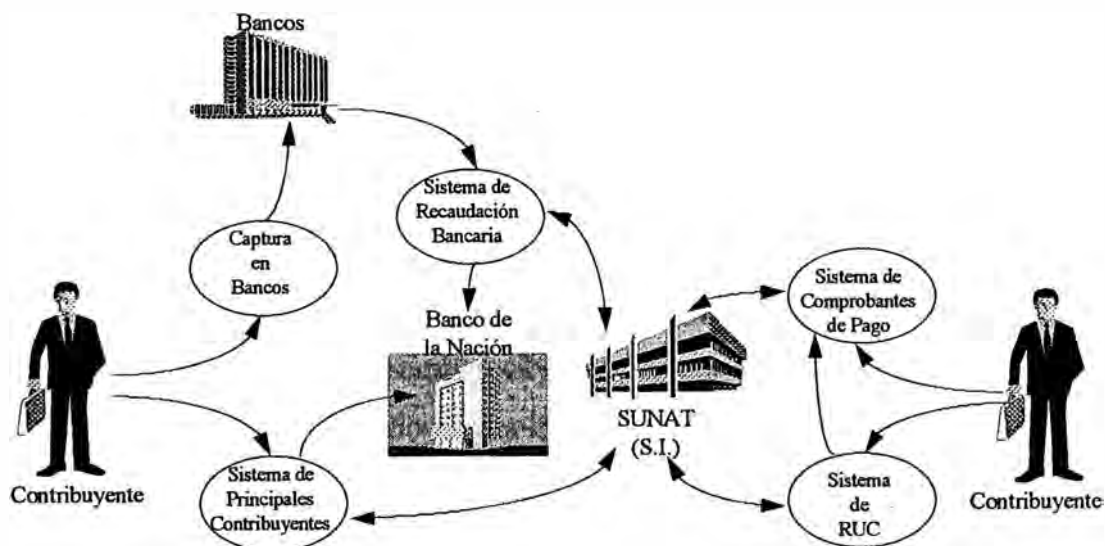 Bancos
Sistema de
Recaudación
Bancaria
Captura
en
Bancos
Banco de
la Nación
Sistema de
Comprobantes
de Pago
SUNAT
(S.I.)
Contribuyente
Sistema de
Principales
Contribuyentes
Sistema
de
RUC
Contribuyente